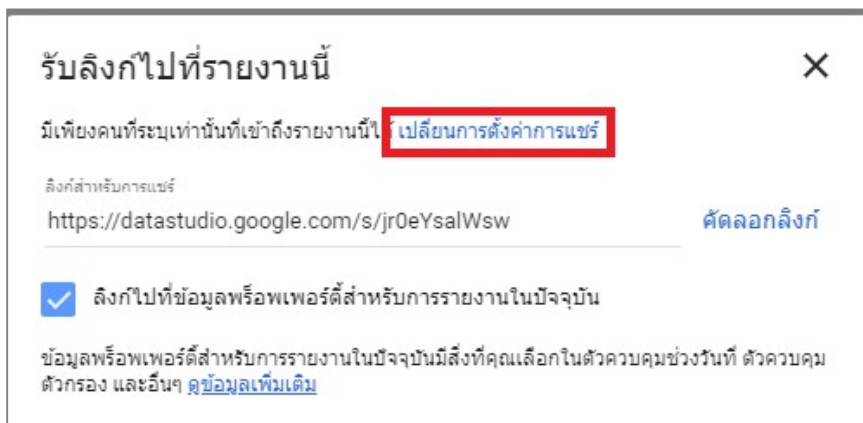 รับลิงก์ไปที่รายงานนี้
มีเพียงคนที่ระบุเท่านั้นที่เข้าถึงรายงานนี้ได้ เปลี่ยนการตั้งค่าการแชร์
ลิงก์สำหรับการแชร์
https://datastudio.google.com/s/jr0eYsalWsw คัดลอกลิงก์
ลิงก์ไปที่ข้อมูลพร็อพเพอร์ตี้สำหรับการรายงานในปัจจุบัน
ข้อมูลพร็อพเพอร์ตี้สำหรับการรายงานในปัจจุบันมีสิ่งที่คุณเลือกในตัวควบคุมช่วงวันที่ ตัวควบคุม
ตัวกรอง และอื่นๆ ดูข้อมูลเพิ่มเติม